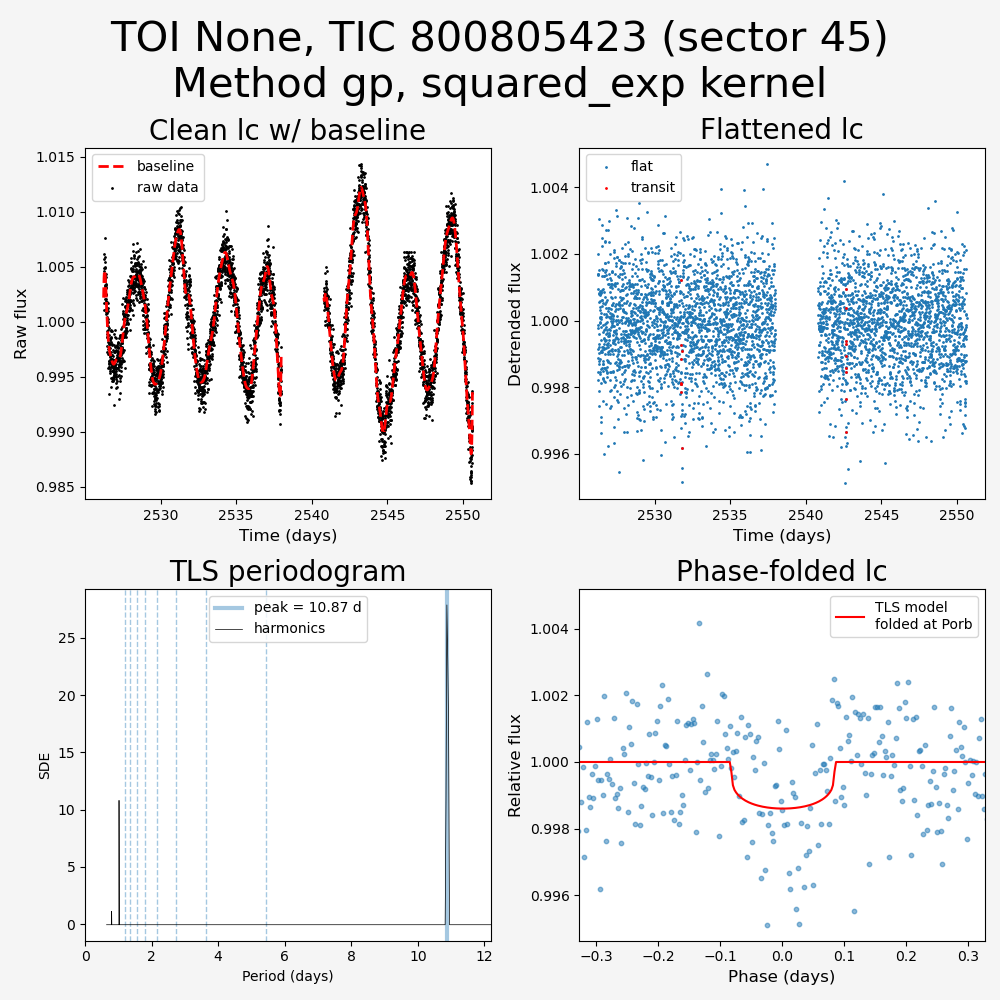 TOI None, TIC 800805423 (sector 45)
Method gp, squared_exp kernel
Clean lc w/ baseline
Raw flux
1.015
1.010
1.005
1.000
0.995
0.990
0.985
baseline
raw data
2530
2535
2540
2545
2550
Time (days)
Flattened lc
Detrended flux
1.004
1.002
1.000
0.998
0.996
flat
transit
2530
2535
2540
2545
2550
Time (days)
TLS periodogram
SDE
25
20
15
10
5
0
peak = 10.87 d
harmonics
0
2
4
6
8
10
12
Period (days)
Phase-folded lc
Relative flux
1.004
1.002
1.000
0.998
0.996
TLS model
folded at Porb
−0.3
−0.2
−0.1
0.0
0.1
0.2
0.3
Phase (days)